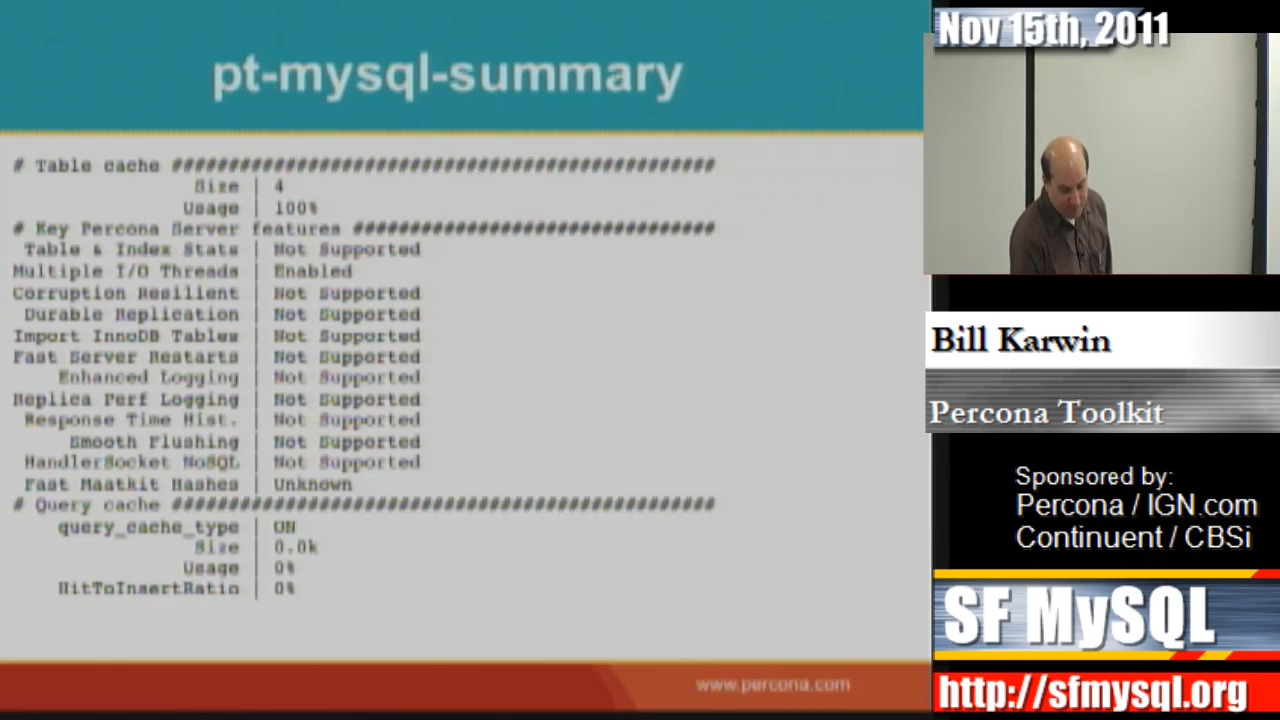 pt-mysql-summary
# Table cache ################################################
Size | 4
Usage | 100%
# Key Percona Server features ################################
Table & Index Stats | Not Supported
Multiple I/O Threads | Enabled
Corruption Resilient | Not Supported
Durable Replication | Not Supported
Import InnoDB Tables | Not Supported
Fast Server Restarts | Not Supported
Enhanced Logging | Not Supported
Replica Perf Logging | Not Supported
Response Time Hist. | Not Supported
Smooth Flushing | Not Supported
HandlerSocket NoSQL | Not Supported
Fast Maatkit Hashes | Unknown
# Query cache ################################################
query_cache_type | ON
Size | 0.0k
Usage | 0%
HitToInsertRatio | 0%
www.percona.com
Nov 15th, 2011
Bill Karwin
Percona Toolkit
Sponsored by:
Percona / IGN.com
Continuent / CBSi
SF MySQL
http://sfmysql.org